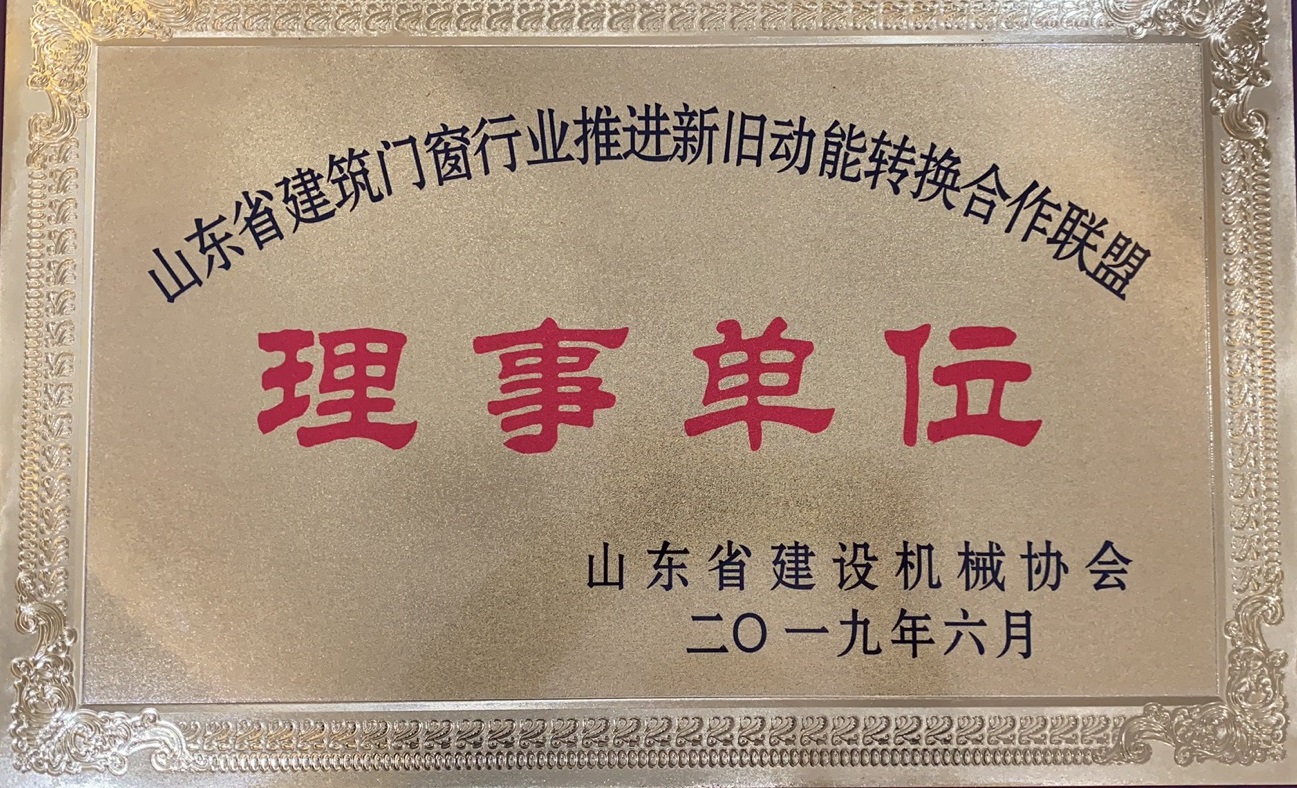 山东省建筑门窗行业推进新旧动能转换合作联盟
理事单位
山东省建设机械协会
二〇一九年六月